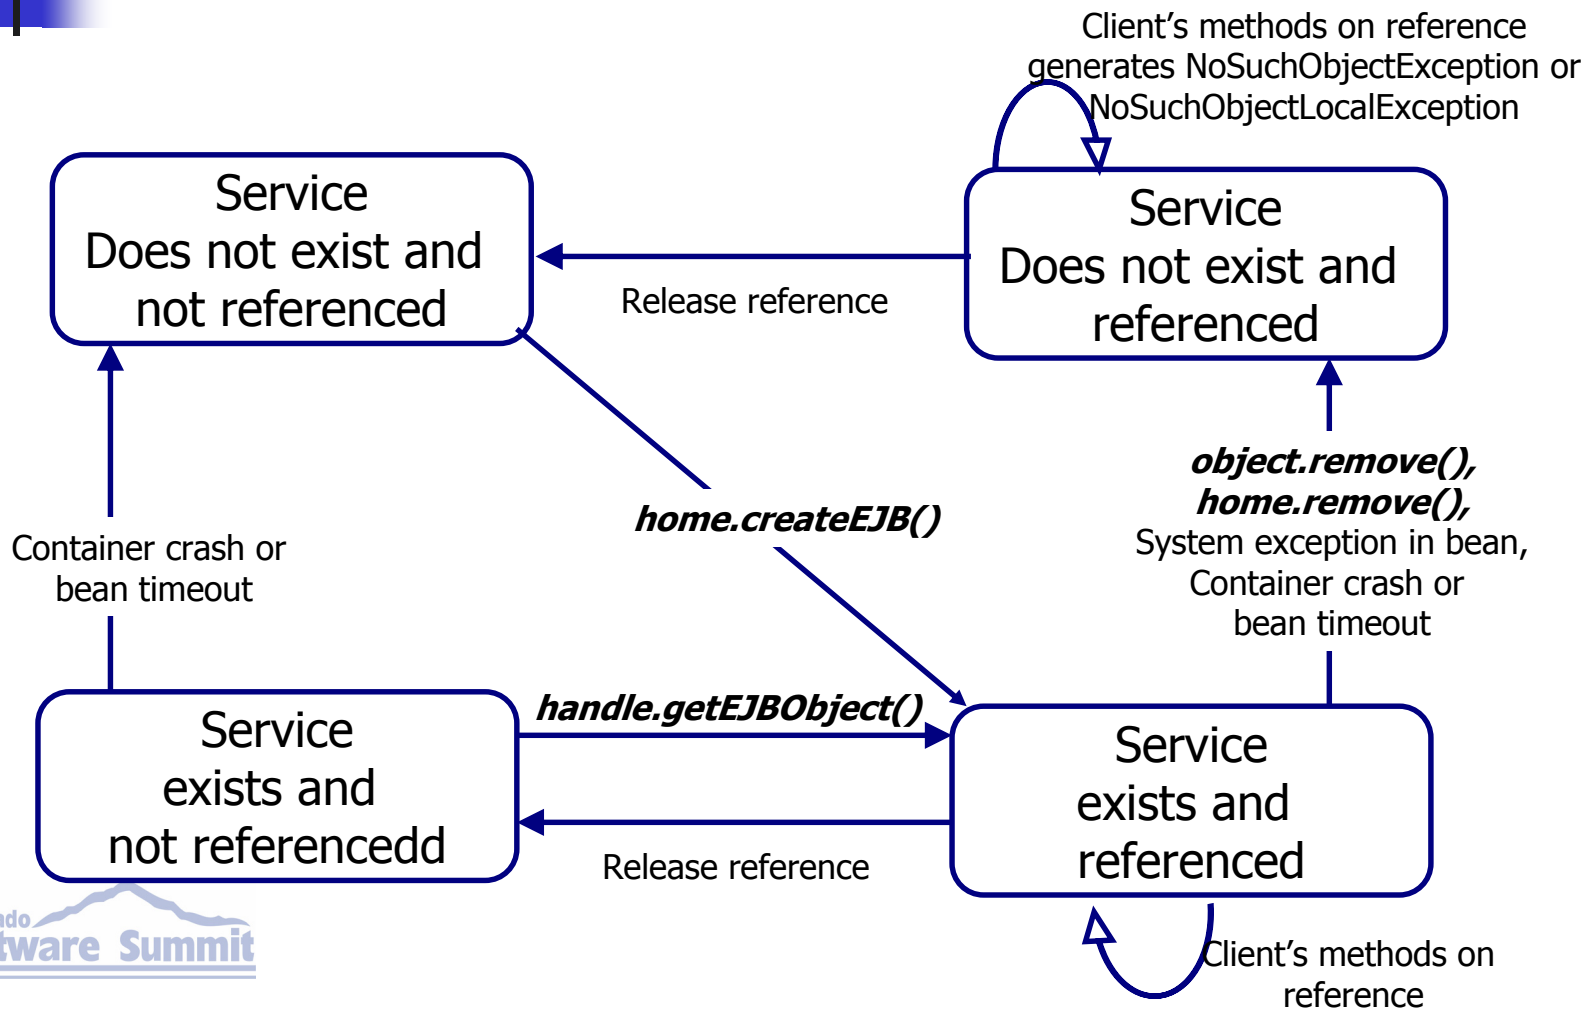 Client’s methods on reference
generates NoSuchObjectException or
NoSuchObjectLocalException
Service
Does not exist and
not referenced
Service
Does not exist and
referenced
Release reference
object.remove(),
home.remove(),
System exception in bean,
Container crash or
bean timeout
home.createEJB()
Container crash or
bean timeout
handle.getEJBObject()
Service
exists and
not referencedd
Service
exists and
referenced
Release reference
Client’s methods on
reference
Summit